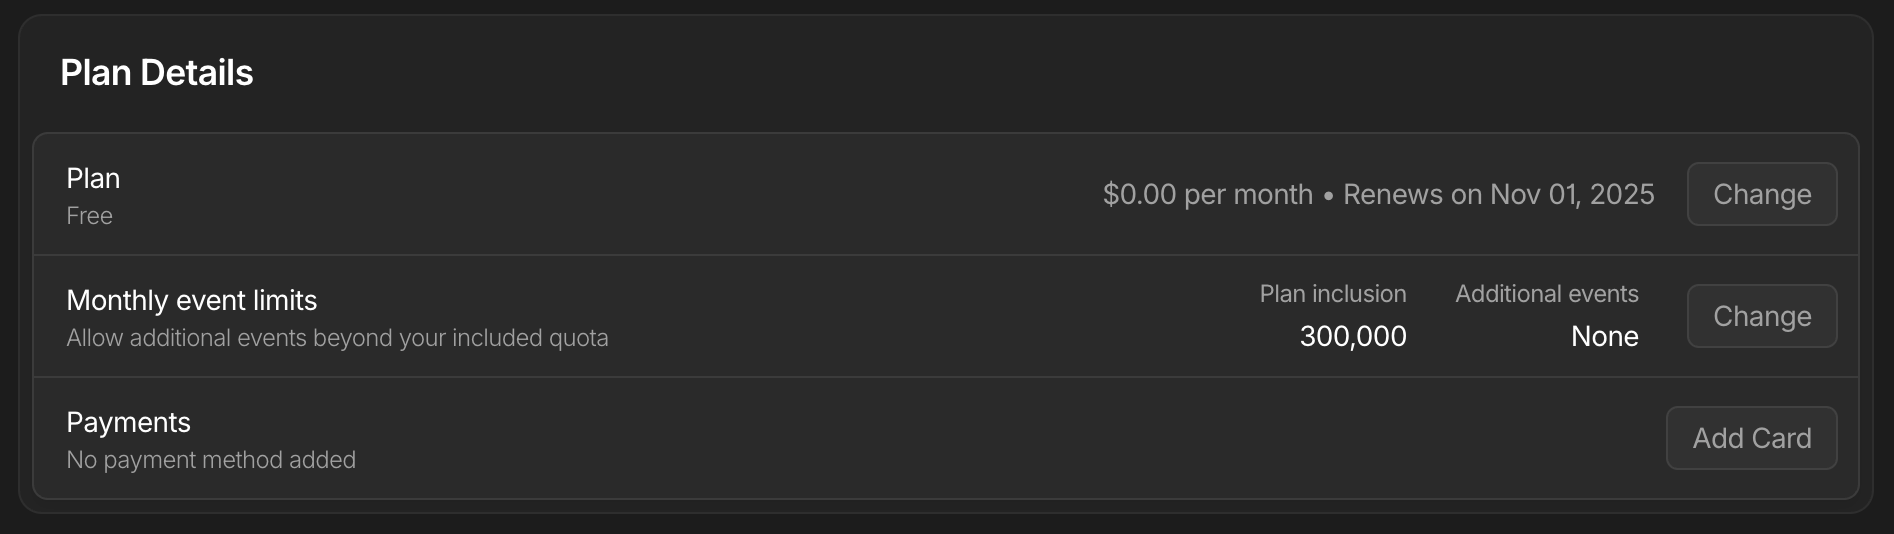 Plan Details
Plan
Free
$0.00 per month • Renews on Nov 01, 2025
Change
Monthly event limits
Allow additional events beyond your included quota
Plan inclusion
300,000
Additional events
None
Change
Payments
No payment method added
Add Card